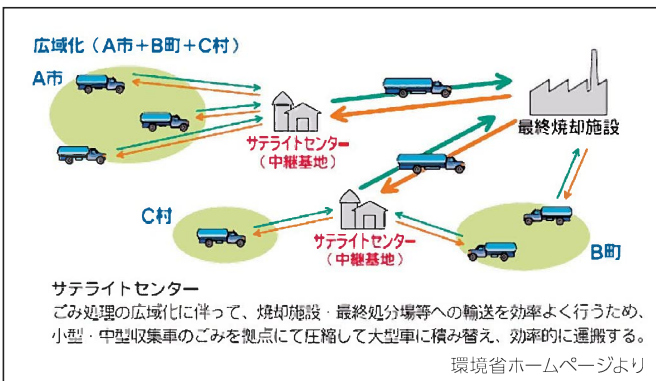 広域化（A市＋B町＋C村）
A市
サテライトセンター
（中継基地）
最終焼却施設
C村
サテライトセンター
（中継基地）
B町
サテライトセンター
ごみ処理の広域化に伴って、焼却施設・最終処分場等への輸送を効率よく行うため、
小型・中型収集車のごみを拠点にて圧縮して大型車に積み替え、効率的に運搬する。
環境省ホームページより